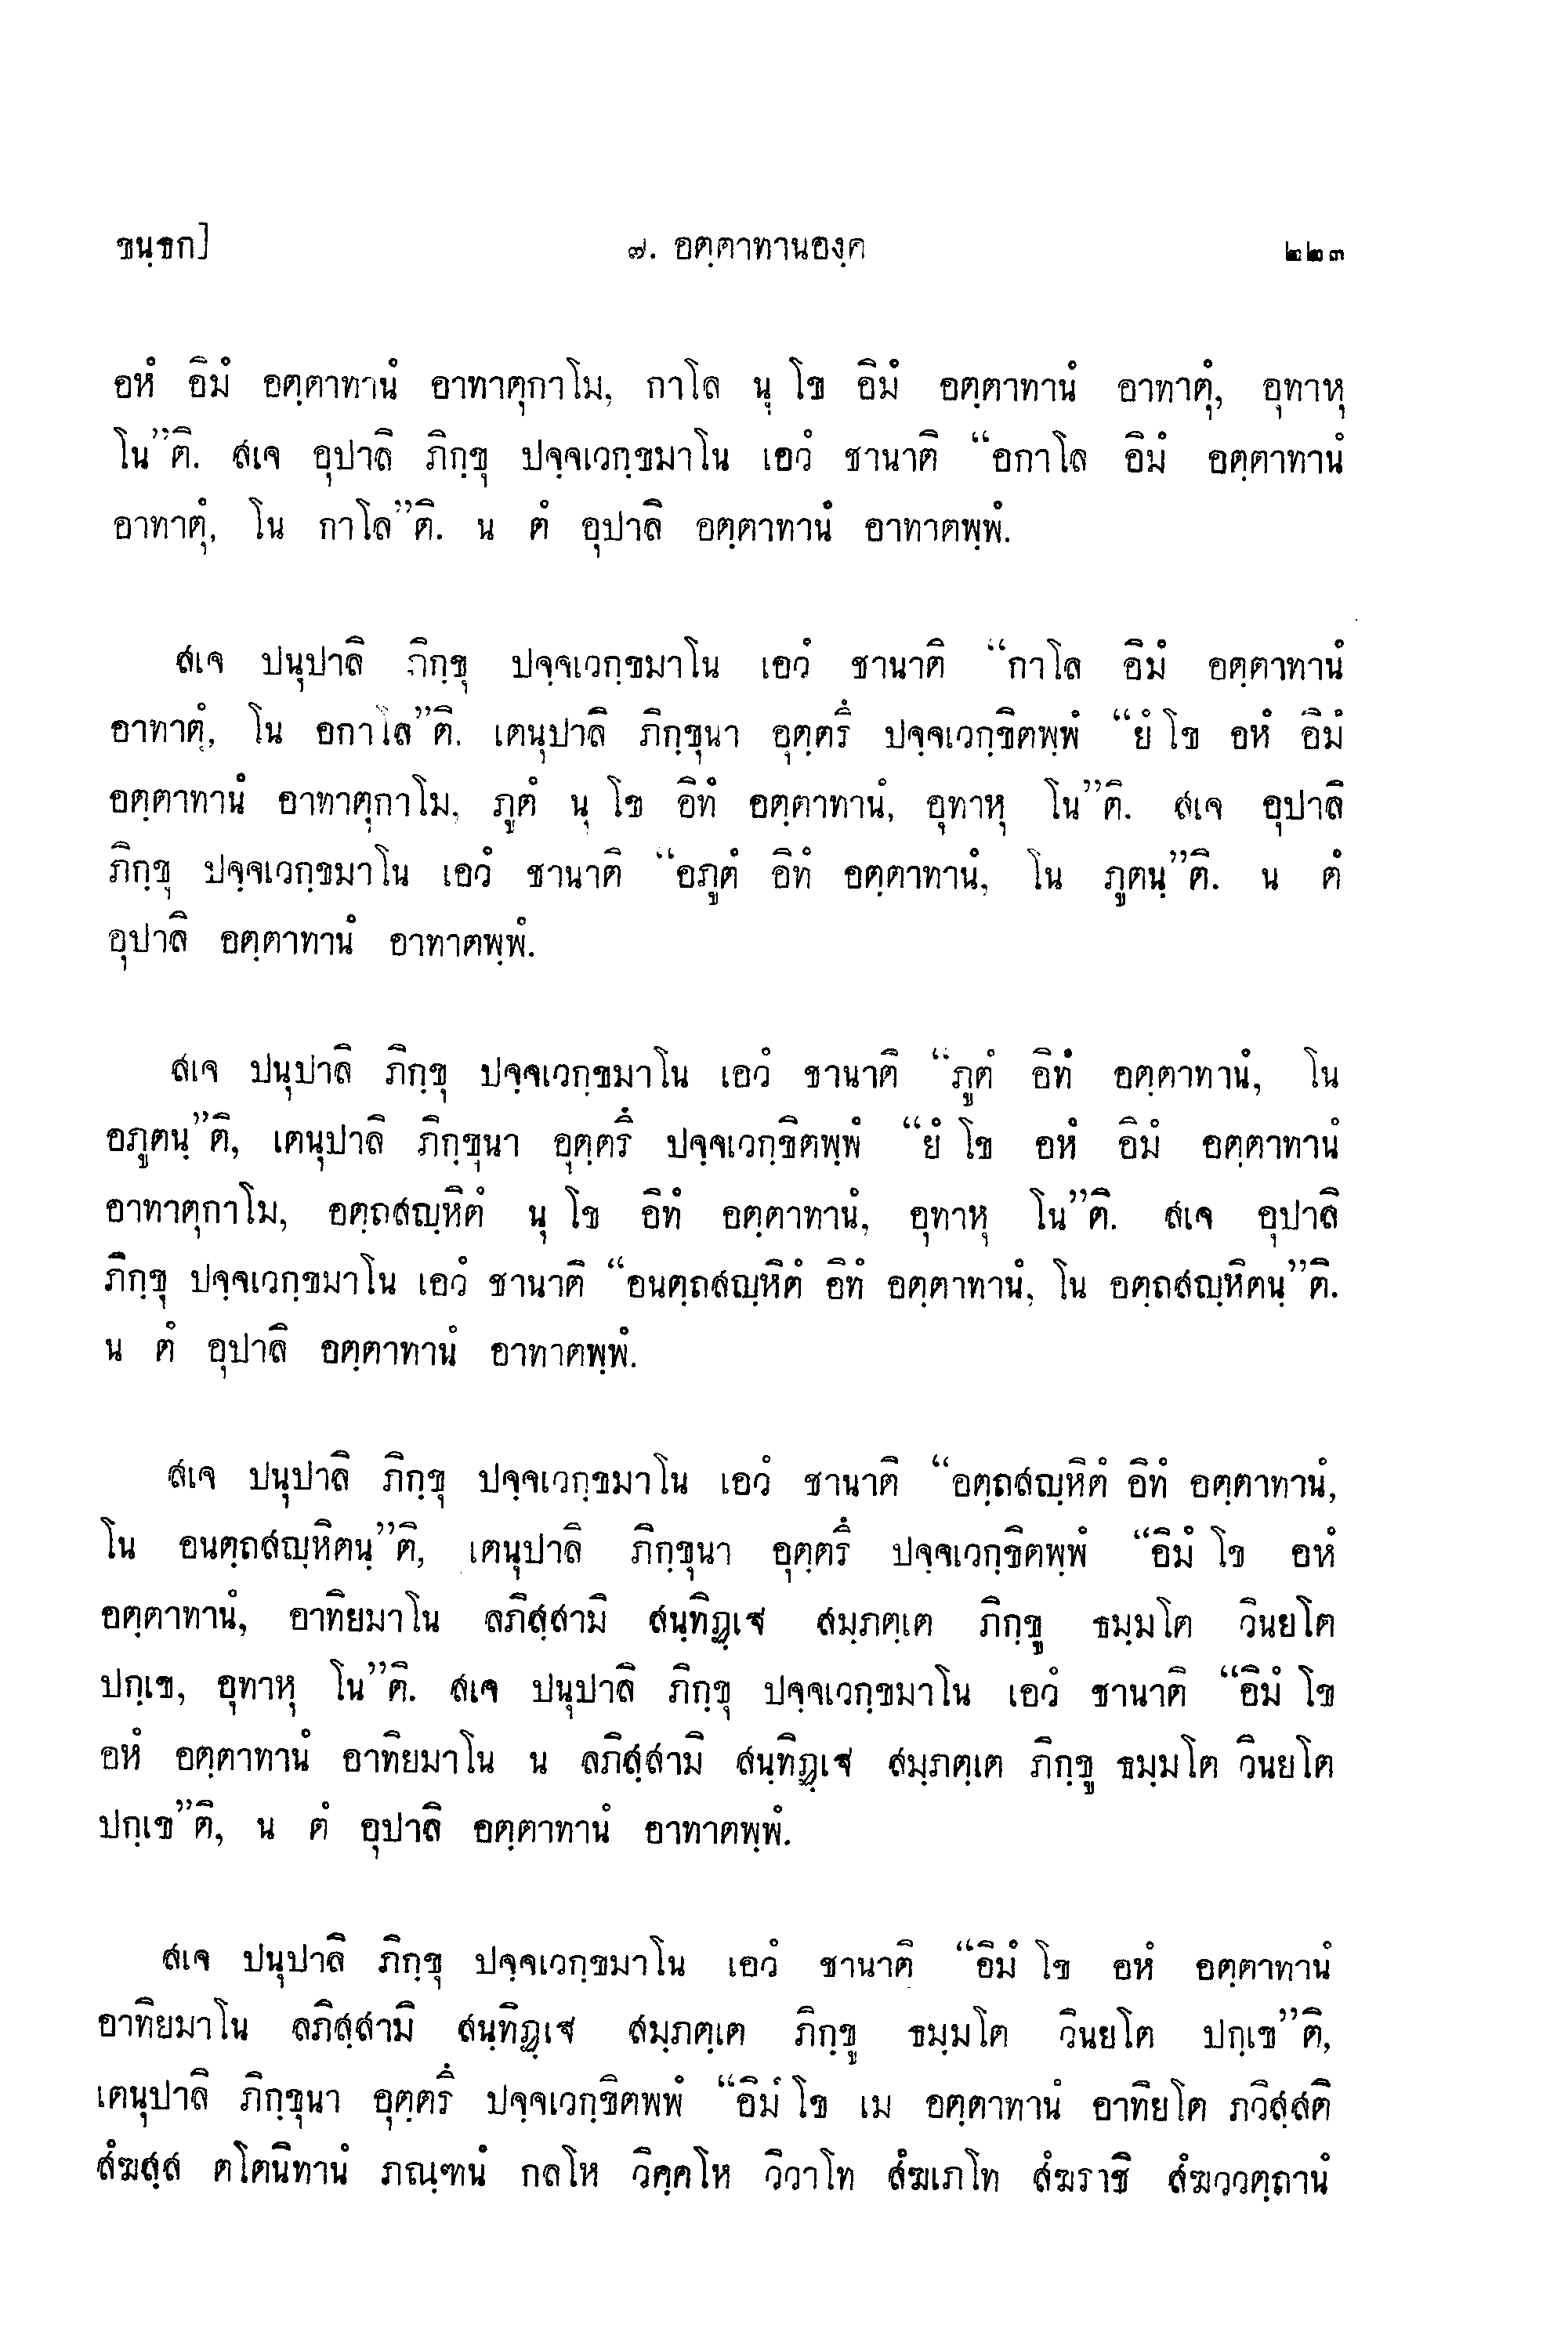 ขนฺธก]	๗. อตฺตาทานองฺค	๒๒๓
อหํ อิมํ อตฺตาทานํ อาทาตุกาโม, กาโล นุ โข อิมํ อตฺตาทานํ อาทาตุํ, อุทาหุ
โน”ติ. สเจ อุปาลิ ภิกฺขุ ปจฺจเวกฺขมาโน เอวํ ชานาติ “อกาโล อิมํ อตฺตาทานํ
อาทาตุํ, โน กาโล”ติ. น ตํ อุปาลิ อตฺตาทานํ อาทาตพฺพํ.
สเจ ปนุปาลิ ภิกฺขุ ปจฺจเวกฺขมาโน เอวํ ชานาติ “กาโล อิมํ อตฺตาทานํ
อาทาตุํ, โน อกาโล”ติ. เตนุปาลิ ภิกฺขุนา อุตฺตรึ ปจฺจเวกฺขิตพฺพํ “ยํ โข อหํ อิมํ
อตฺตาทานํ อาทาตุกาโม, ภูตํ นุ โข อิทํ อตฺตาทานํ, อุทาหุ โน”ติ. สเจ อุปาลิ
ภิกฺขุ ปจฺจเวกฺขมาโน เอวํ ชานาติ “อภูตํ อิทํ อตฺตาทานํ, โน ภูตนฺ”ติ. น ตํ
อุปาลิ อตฺตาทานํ อาทาตพฺพํ.
สเจ ปนุปาลิ ภิกฺขุ ปจฺจเวกฺขมาโน เอวํ ชานาติ “ภูตํ อิทํ อตฺตาทานํ, โน
อภูตนฺ”ติ, เตนุปาลิ ภิกฺขุนา อุตฺตรึ ปจฺจเวกฺขิตพฺพํ “ยํ โข อหํ อิมํ อตฺตาทานํ
อาทาตุกาโม, อตฺถสญฺหิตํ นุ โข อิทํ อตฺตาทานํ, อุทาหุ โน”ติ. สเจ อุปาลิ
ภิกฺขุ ปจฺจเวกฺขมาโน เอวํ ชานาติ “อนตฺถสญฺหิตํ อิทํ อตฺตาทานํ, โน อตฺถสญฺหิตนฺ”ติ.
น ตํ อุปาลิ อตฺตาทานํ อาทาตพฺพํ.
สเจ ปนุปาลิ ภิกฺขุ ปจฺจเวกฺขมาโน เอวํ ชานาติ “อตฺถสญฺหิตํ อิทํ อตฺตาทานํ,
โน อนตฺถสญฺหิตนฺ”ติ, เตนุปาลิ ภิกฺขุนา อุตฺตรึ ปจฺจเวกฺขิตพฺพํ “อิมํ โข อหํ
อตฺตาทานํ, อาทิยมาโน ลภิสฺสามิ สนฺทิฏฺเฐ สมฺภตฺเต ภิกฺขู ธมฺมโต วินยโต
ปกฺเข, อุทาหุ โน”ติ. สเจ ปนุปาลิ ภิกฺขุ ปจฺจเวกฺขมาโน เอวํ ชานาติ “อิมํ โข
อหํ อตฺตาทานํ อาทิยมาโน น ลภิสฺสามิ สนฺทิฏฺเฐ สมฺภตฺเต ภิกฺขู ธมฺมโต วินยโต
ปกฺเข”ติ, น ตํ อุปาลิ อตฺตาทานํ อาทาตพฺพํ.
สเจ ปนุปาลิ ภิกฺขุ ปจฺจเวกฺขมาโน เอวํ ชานาติ “อิมํ โข อหํ อตฺตาทานํ
อาทิยมาโน ลภิสฺสามิ สนฺทิฏฺเฐ สมฺภตฺเต ภิกฺขู ธมฺมโต วินยโต ปกฺเข”ติ,
เตนุปาลิ ภิกฺขุนา อุตฺตรึ ปจฺจเวกฺขิตพพํ “อิมํ โข เม อตฺตาทานํ อาทิยโต ภวิสฺสติ
สํฆสฺส ตโตนิทานํ ภณฺฑนํ กลโห วิคฺคโห วิวาโท สํฆเภโท สํฆราชิ สํฆววตฺถานํ